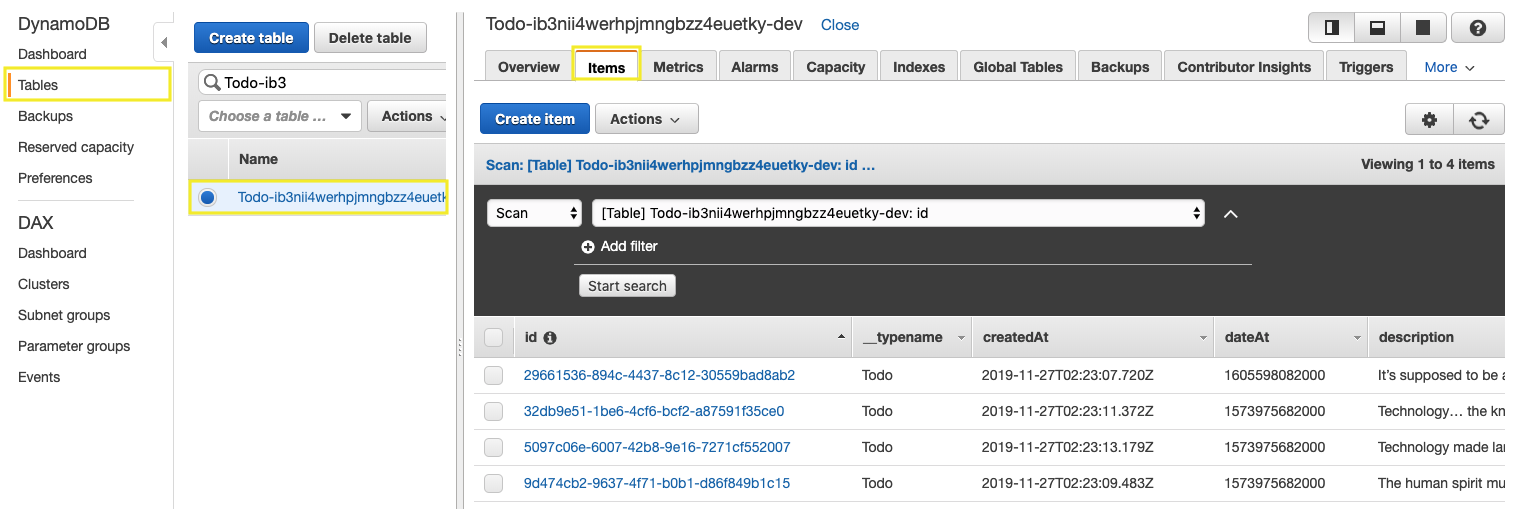 DynamoDB
Dashboard
Tables
Backups
Reserved capacity
Preferences
DAX
Dashboard
Clusters
Subnet groups
Parameter groups
Events
Create table Delete table
Todo-ib3
Choose a table ... Actions
Name
Todo-ib3nii4werhpjmngbzz4euetk
Todo-ib3nii4werhpjmngbzz4euetky-dev Close
Overview Items Metrics Alarms Capacity Indexes Global Tables Backups Contributor Insights Triggers More
Create item Actions
Scan: [Table] Todo-ib3nii4werhpjmngbzz4euetky-dev: id ... Viewing 1 to 4 items
Scan [Table] Todo-ib3nii4werhpjmngbzz4euetky-dev: id
Add filter
Start search
id __typename createdAt dateAt description
29661536-894c-4437-8c12-30559bad8ab2 Todo 2019-11-27T02:23:07.720Z 1605598082000 It's supposed to be a
32db9e51-1be6-4cf6-bcf2-a87591f35ce0 Todo 2019-11-27T02:23:11.372Z 1573975682000 Technology… the kn
5097c06e-6007-42b8-9e16-7271cf552007 Todo 2019-11-27T02:23:13.179Z 1573975682000 Technology made lar
9d474cb2-9637-4f71-b0b1-d86f849b1c15 Todo 2019-11-27T02:23:09.483Z 1573975682000 The human spirit mu